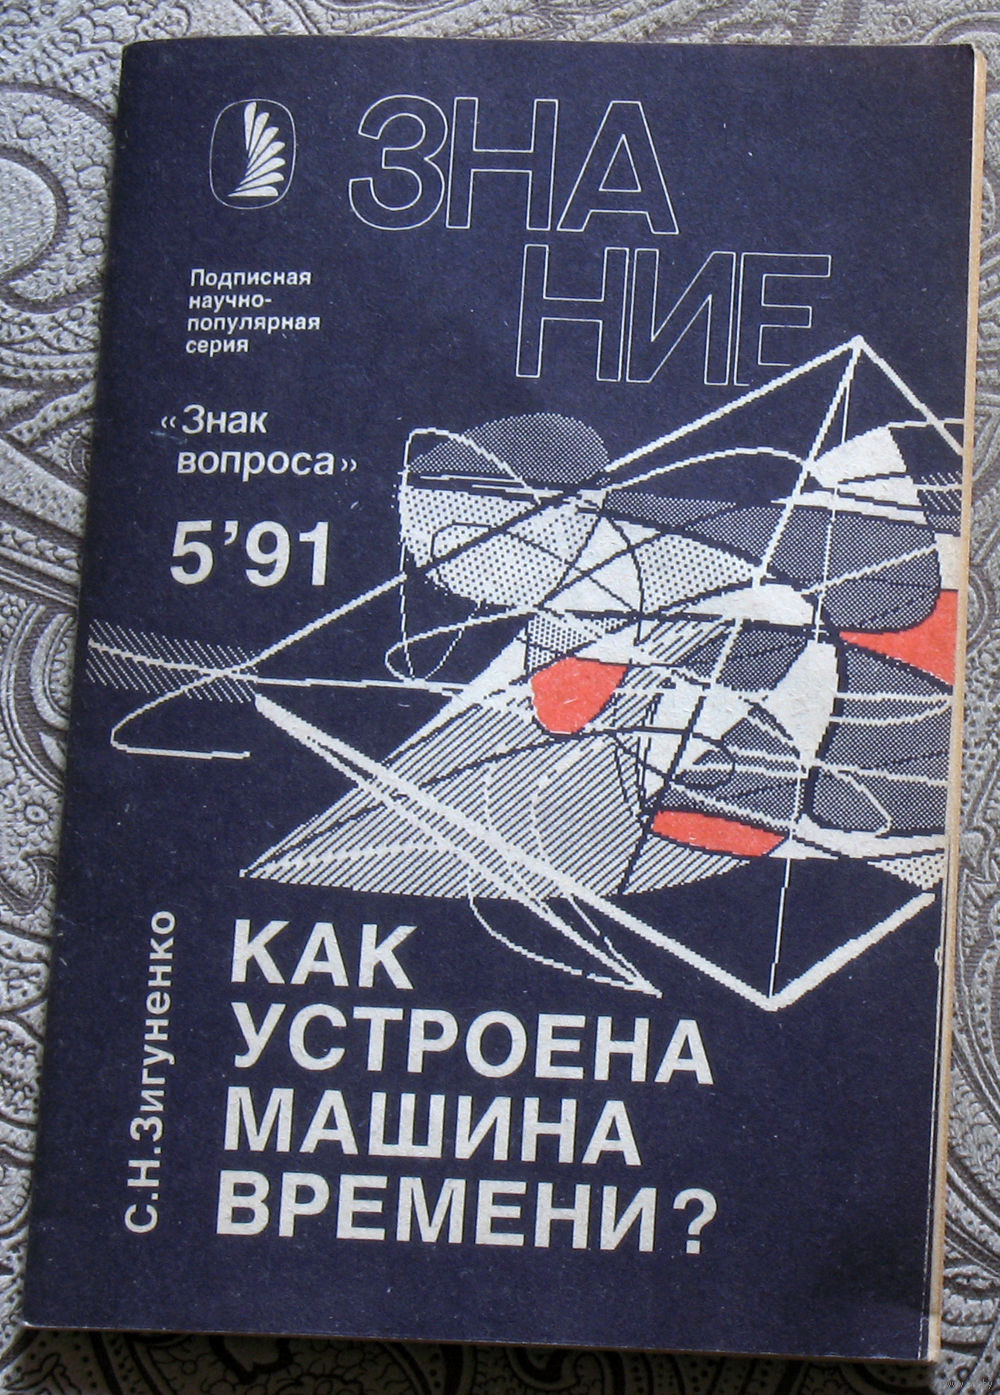 ЗНА
НИЕ
Подписная
научно-
популярная
серия
«Знак
вопроса»
5’91
С.Н.Зигуненко
КАК
УСТРОЕНА
МАШИНА
ВРЕМЕНИ?